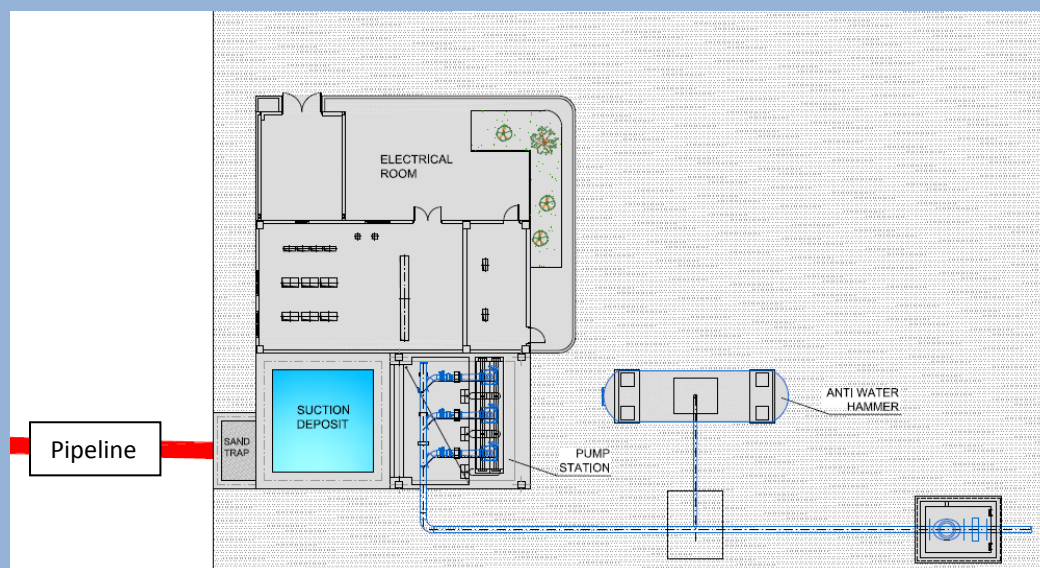 ELECTRICAL
ROOM
SUCTION
DEPOSIT
ANTI WATER
HAMMER
Pipeline
SAND
TRAP
PUMP
STATION